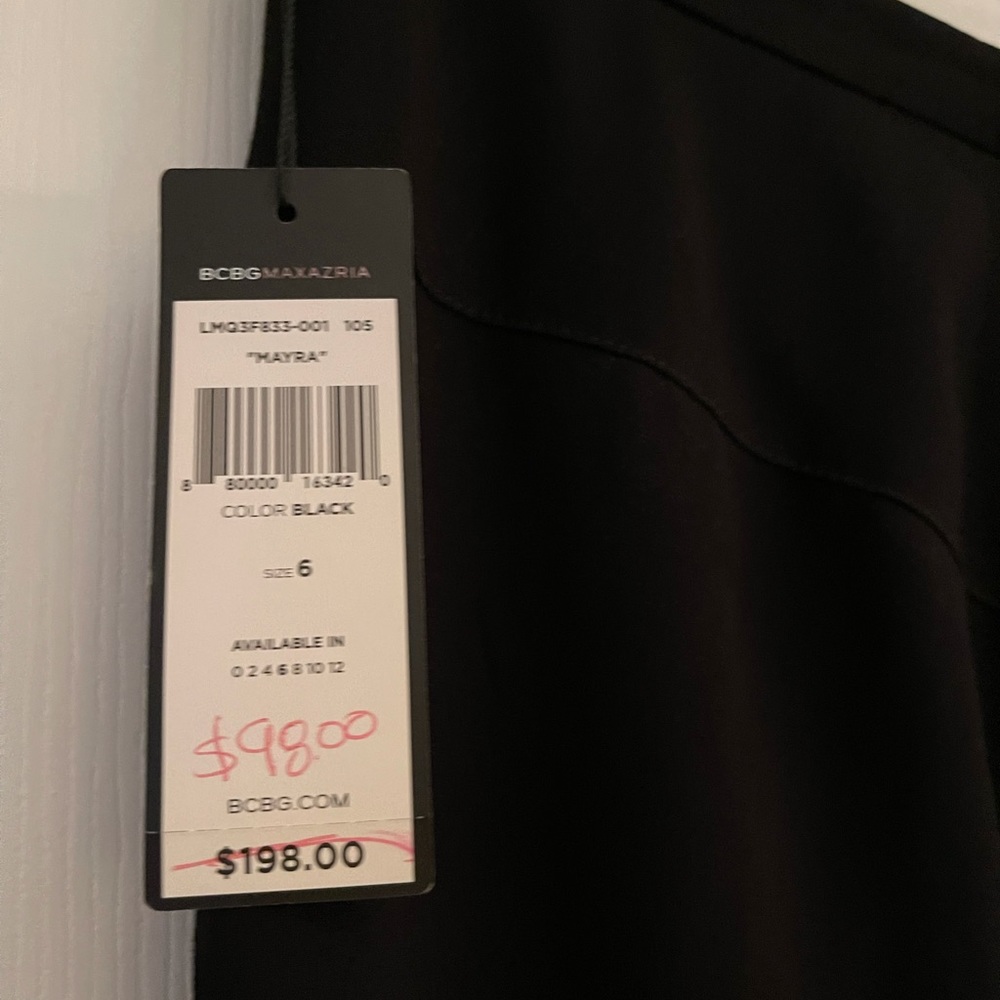 BCBGMAXAZRIA
LMQ3F833-001 105
"MAYRA"
8 80000 16342 0
COLOR BLACK
SIZE 6
AVAILABLE IN
0 2 4 6 8 10 12
$98.00
BCBG.COM
$198.00